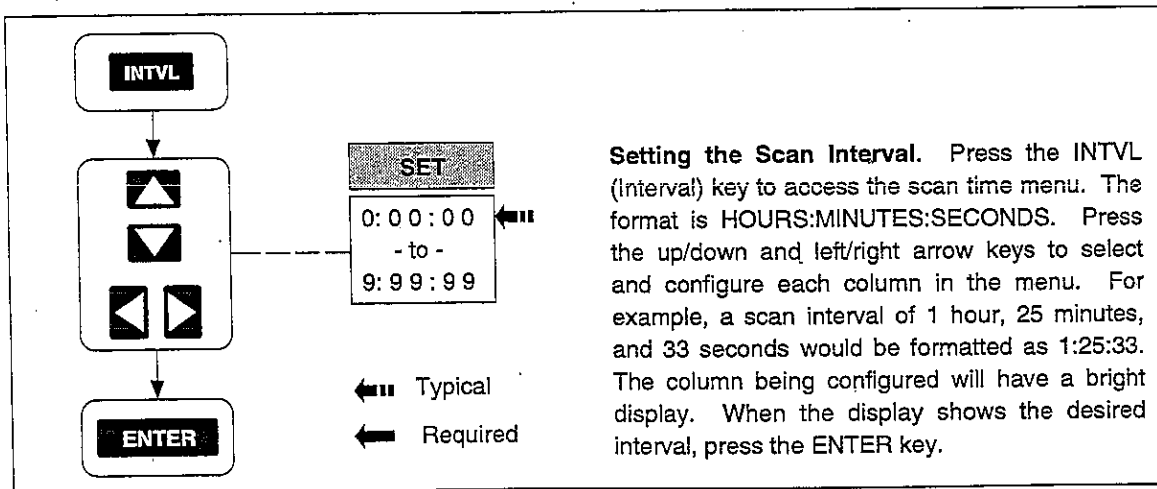 INTVL
SET
0:00:00
- to -
9:99:99
Typical
Required
ENTER
Setting the Scan Interval. Press the INTVL
(Interval) key to access the scan time menu. The
format is HOURS:MINUTES:SECONDS. Press
the up/down and left/right arrow keys to select
and configure each column in the menu. For
example, a scan interval of 1 hour, 25 minutes,
and 33 seconds would be formatted as 1:25:33.
The column being configured will have a bright
display. When the display shows the desired
interval, press the ENTER key.